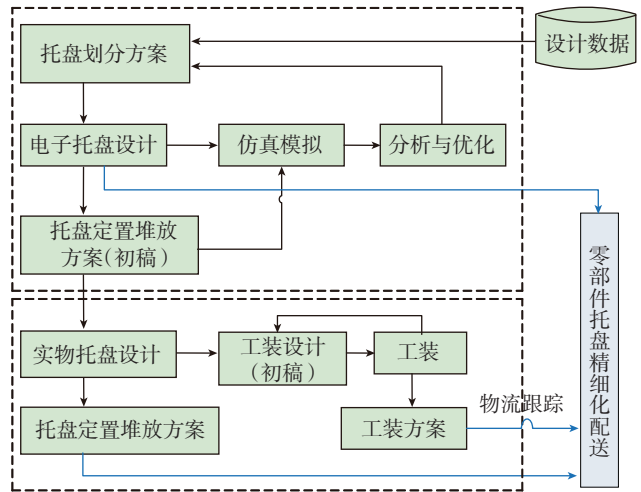 设计数据
托盘划分方案
电子托盘设计
仿真模拟
分析与优化
托盘定置堆放
方案(初稿)
零部件托盘精细化配送
实物托盘设计
工装设计
(初稿)
工装
托盘定置堆放方案
工装方案
物流跟踪